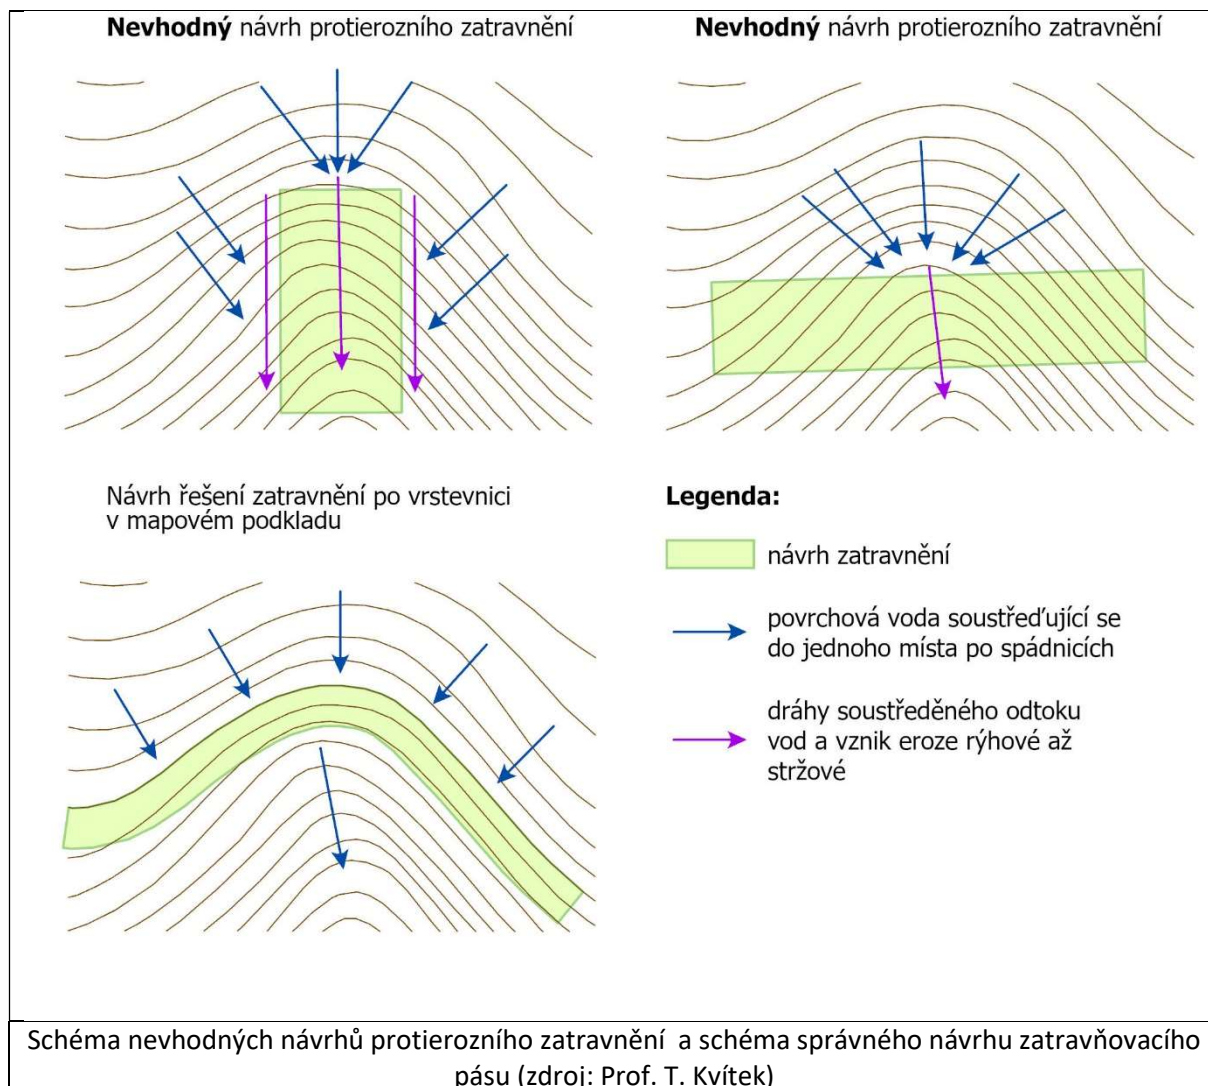 Nevhodný návrh protierozního zatravnění
Nevhodný návrh protierozního zatravnění
Návrh řešení zatravnění po vrstevnici
v mapovém podkladu
Legenda:
návrh zatravnění
povrchová voda soustřeďující se
do jednoho místa po spádnicích
dráhy soustředěného odtoku
vod a vznik eroze rýhové až
stržové
Schéma nevhodných návrhů protierozního zatravnění  a schéma správného návrhu zatravňovacího
pásu (zdroj: Prof. T. Kvítek)